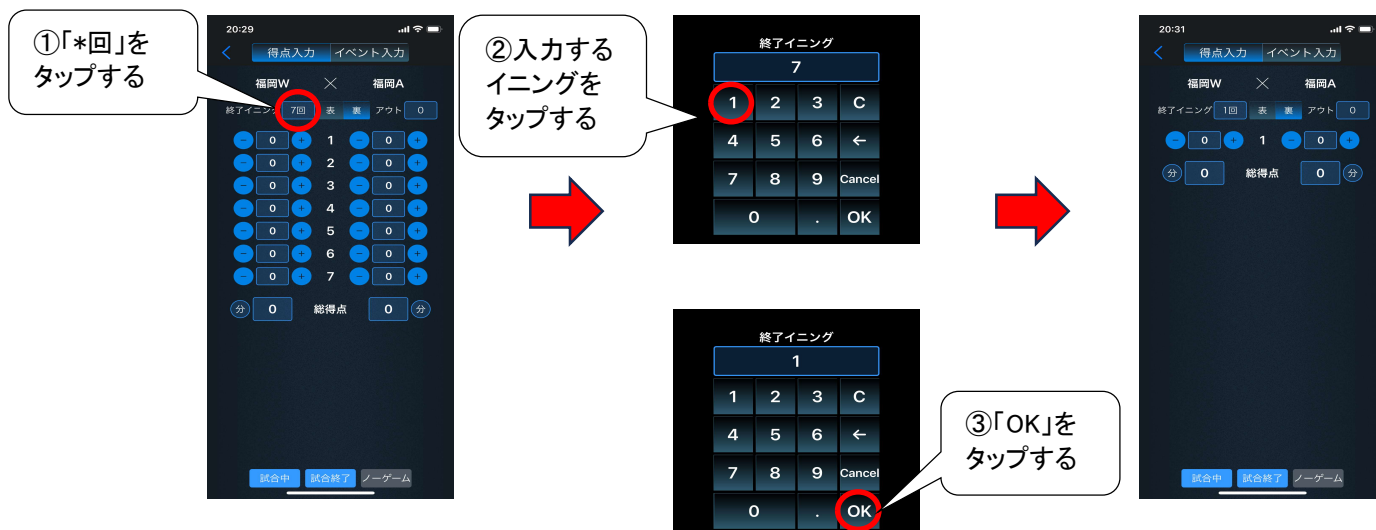 ①「*回」を
タップする
20:29
得点入力 イベント入力
福岡W × 福岡A
終了イニング 7回 表 裏 アウト 0
- 0 + 1 - 0 +
- 0 + 2 - 0 +
- 0 + 3 - 0 +
- 0 + 4 - 0 +
- 0 + 5 - 0 +
- 0 + 6 - 0 +
- 0 + 7 - 0 +
分 0 総得点 0 分
試合中 試合終了 ノーゲーム
②入力する
イニングを
タップする
終了イニング
7
1 2 3 C
4 5 6 ←
7 8 9 Cancel
0 . OK
終了イニング
1
1 2 3 C
4 5 6 ←
7 8 9 Cancel
0 . OK
③「OK」を
タップする
20:31
得点入力 イベント入力
福岡W × 福岡A
終了イニング 1回 表 裏 アウト 0
- 0 + 1 - 0 +
分 0 総得点 0 分
試合中 試合終了 ノーゲーム